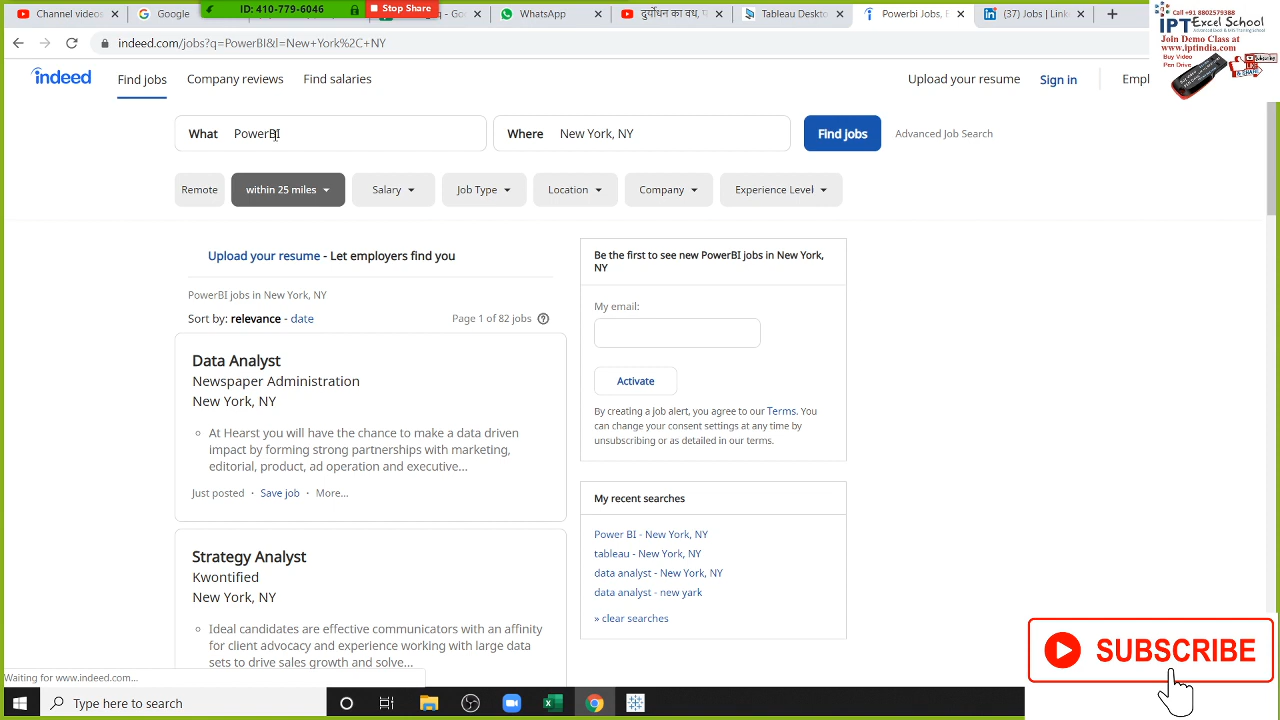 ID: 410-779-6046
Stop Share
Channel videos
Google
WhatsApp
दुर्योधन का वध, प
Tableau Deskto
Powerbi Jobs, E
(37) Jobs | Linke
indeed.com/jobs?q=PowerBI&l=New+York%2C+NY
IPT Excel School
Call +91 8802579388
Join Demo Class at
www.iptindia.com
Buy Video
Pen Drive
indeed
Find jobs
Company reviews
Find salaries
Upload your resume
Sign in
Empl
What PowerBI
Where New York, NY
Find jobs
Advanced Job Search
Remote
within 25 miles
Salary
Job Type
Location
Company
Experience Level
Upload your resume - Let employers find you
PowerBI jobs in New York, NY
Sort by: relevance - date
Page 1 of 82 jobs
Data Analyst
Newspaper Administration
New York, NY
At Hearst you will have the chance to make a data driven
impact by forming strong partnerships with marketing,
editorial, product, ad operation and executive...
Just posted · Save job · More...
Strategy Analyst
Kwontified
New York, NY
Ideal candidates are effective communicators with an affinity
for client advocacy and experience working with large data
sets to drive sales growth and solve...
Be the first to see new PowerBI jobs in New York,
NY
My email:
Activate
By creating a job alert, you agree to our Terms. You
can change your consent settings at any time by
unsubscribing or as detailed in our terms.
My recent searches
Power BI - New York, NY
tableau - New York, NY
data analyst - New York, NY
data analyst - new yark
» clear searches
SUBSCRIBE
Waiting for www.indeed.com...
Type here to search